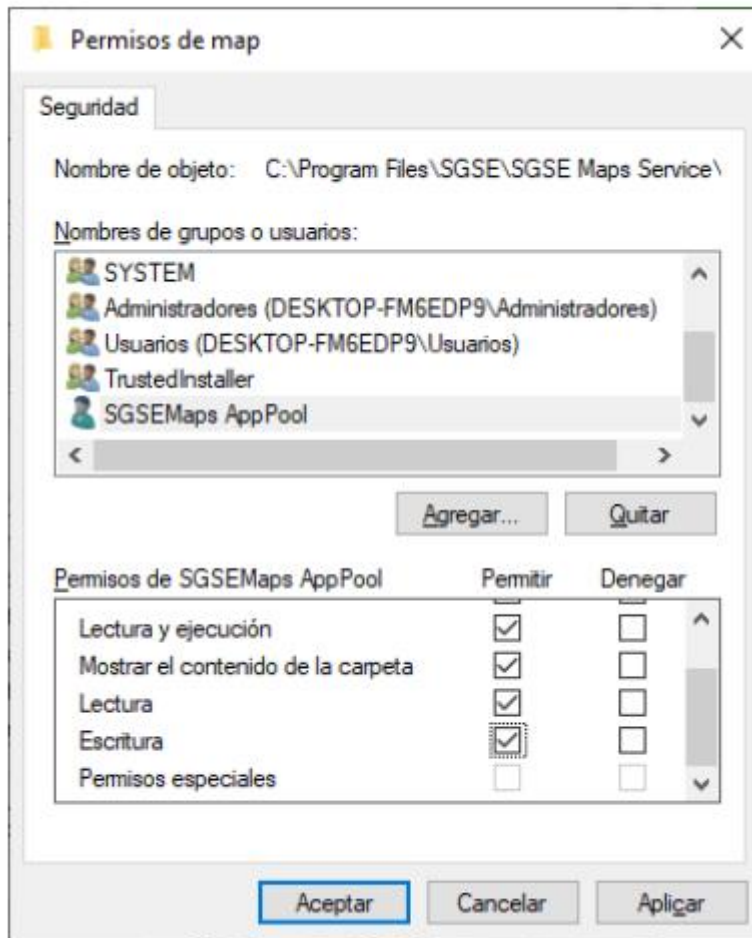 Permisos de map
Seguridad
Nombre de objeto: C:\Program Files\SGSE\SGSE Maps Service\
Nombres de grupos o usuarios:
SYSTEM
Administradores (DESKTOP-FM6EDP9\Administradores)
Usuarios (DESKTOP-FM6EDP9\Usuarios)
TrustedInstaller
SGSEMaps AppPool
Agregar... Quitar
Permisos de SGSEMaps AppPool Permitir Denegar
Lectura y ejecución
Mostrar el contenido de la carpeta
Lectura
Escritura
Permisos especiales
Aceptar Cancelar Aplicar